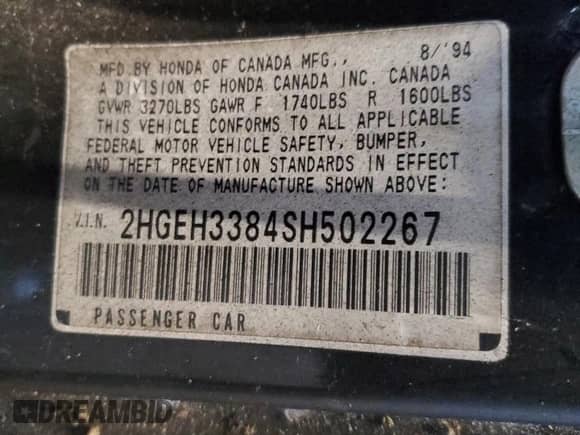 MFD.BY HONDA OF CANADA MFG., 8/'94
A DIVISION OF HONDA CANADA INC. CANADA
GVWR 3270LBS GAWR F 1740LBS R 1600LBS
THIS VEHICLE CONFORMS TO ALL APPLICABLE
FEDERAL MOTOR VEHICLE SAFETY, BUMPER,
AND THEFT PREVENTION STANDARDS IN EFFECT
ON THE DATE OF MANUFACTURE SHOWN ABOVE:
V.I.N. 2HGEH3384SH502267
PASSENGER CAR
DREAMBID